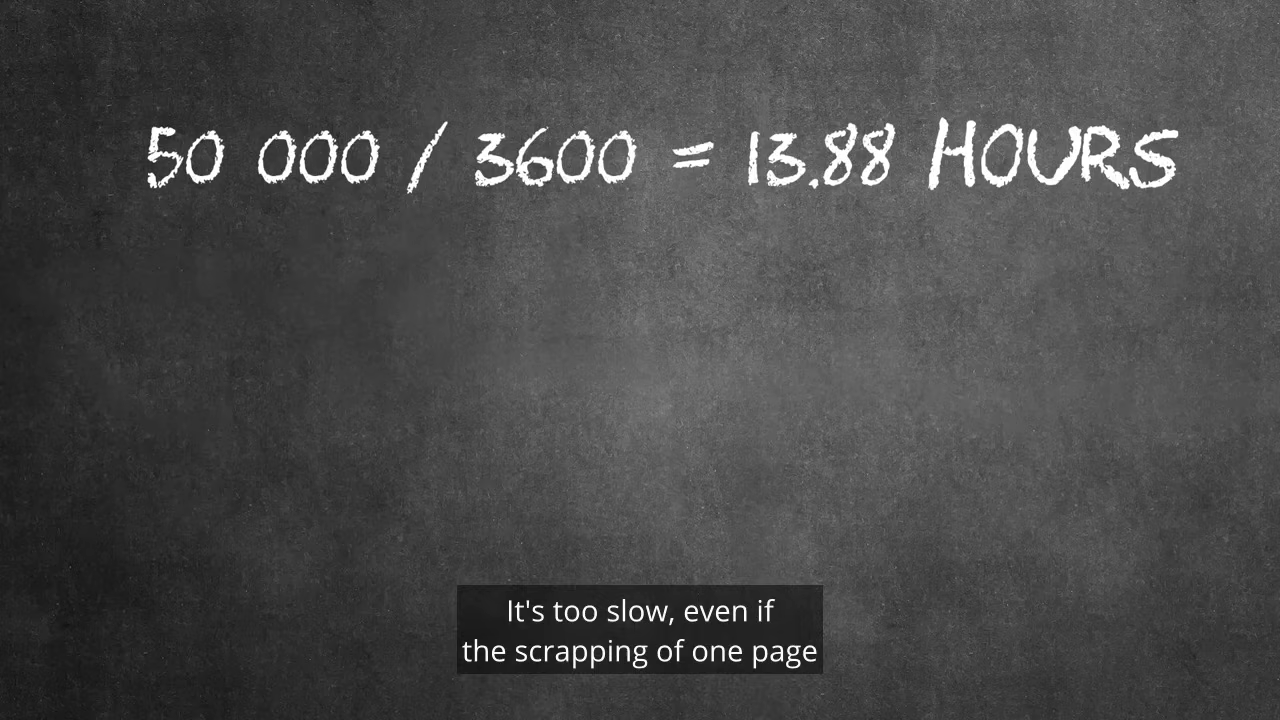 50 000 / 3600 = 13.88 HOURS
It's too slow, even if
the scrapping of one page